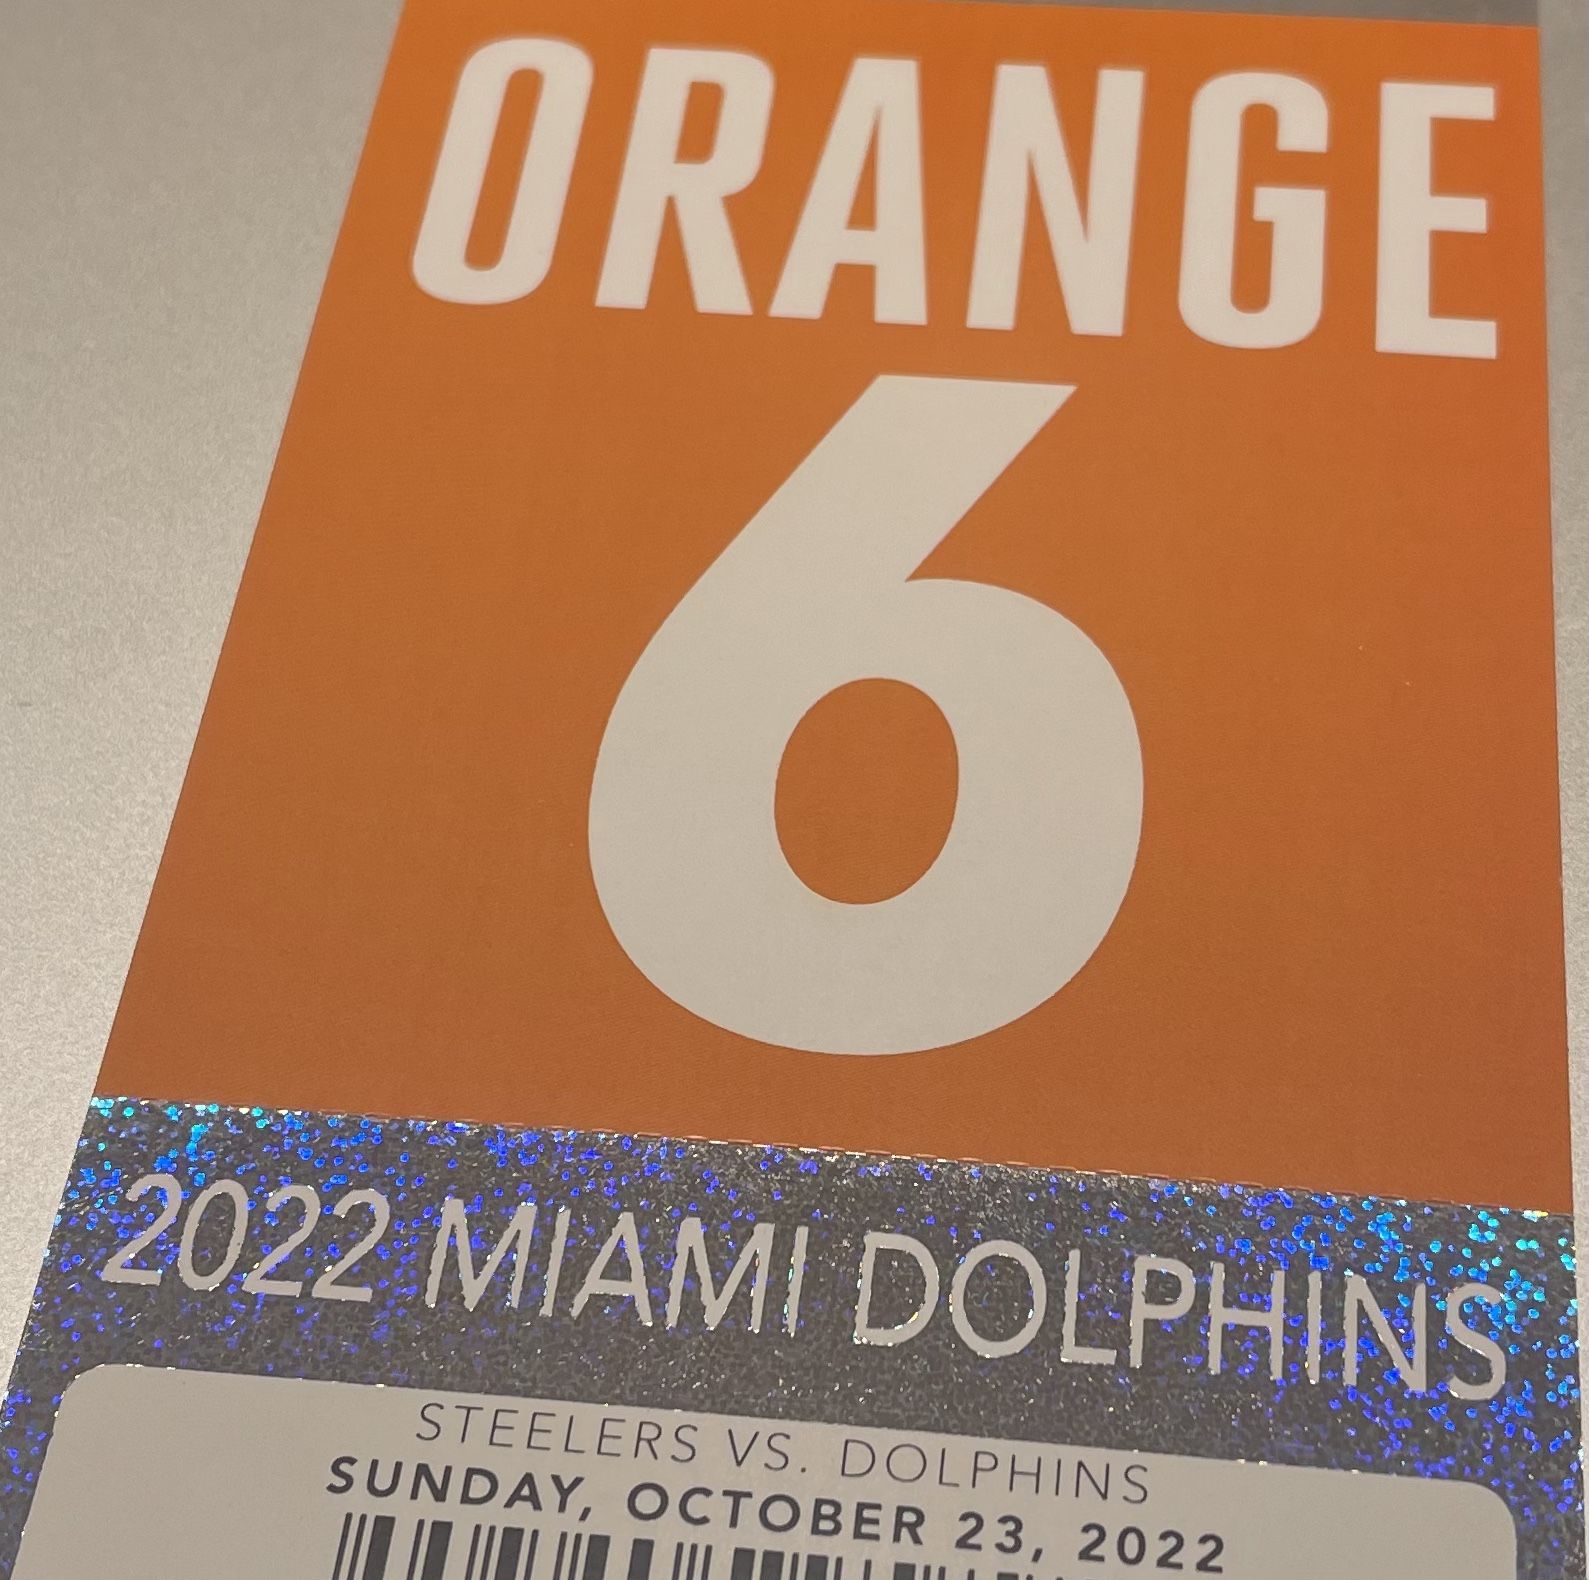 ORANGE
6
2022 MIAMI DOLPHINS
STEELERS VS. DOLPHINS
SUNDAY, OCTOBER 23, 2022